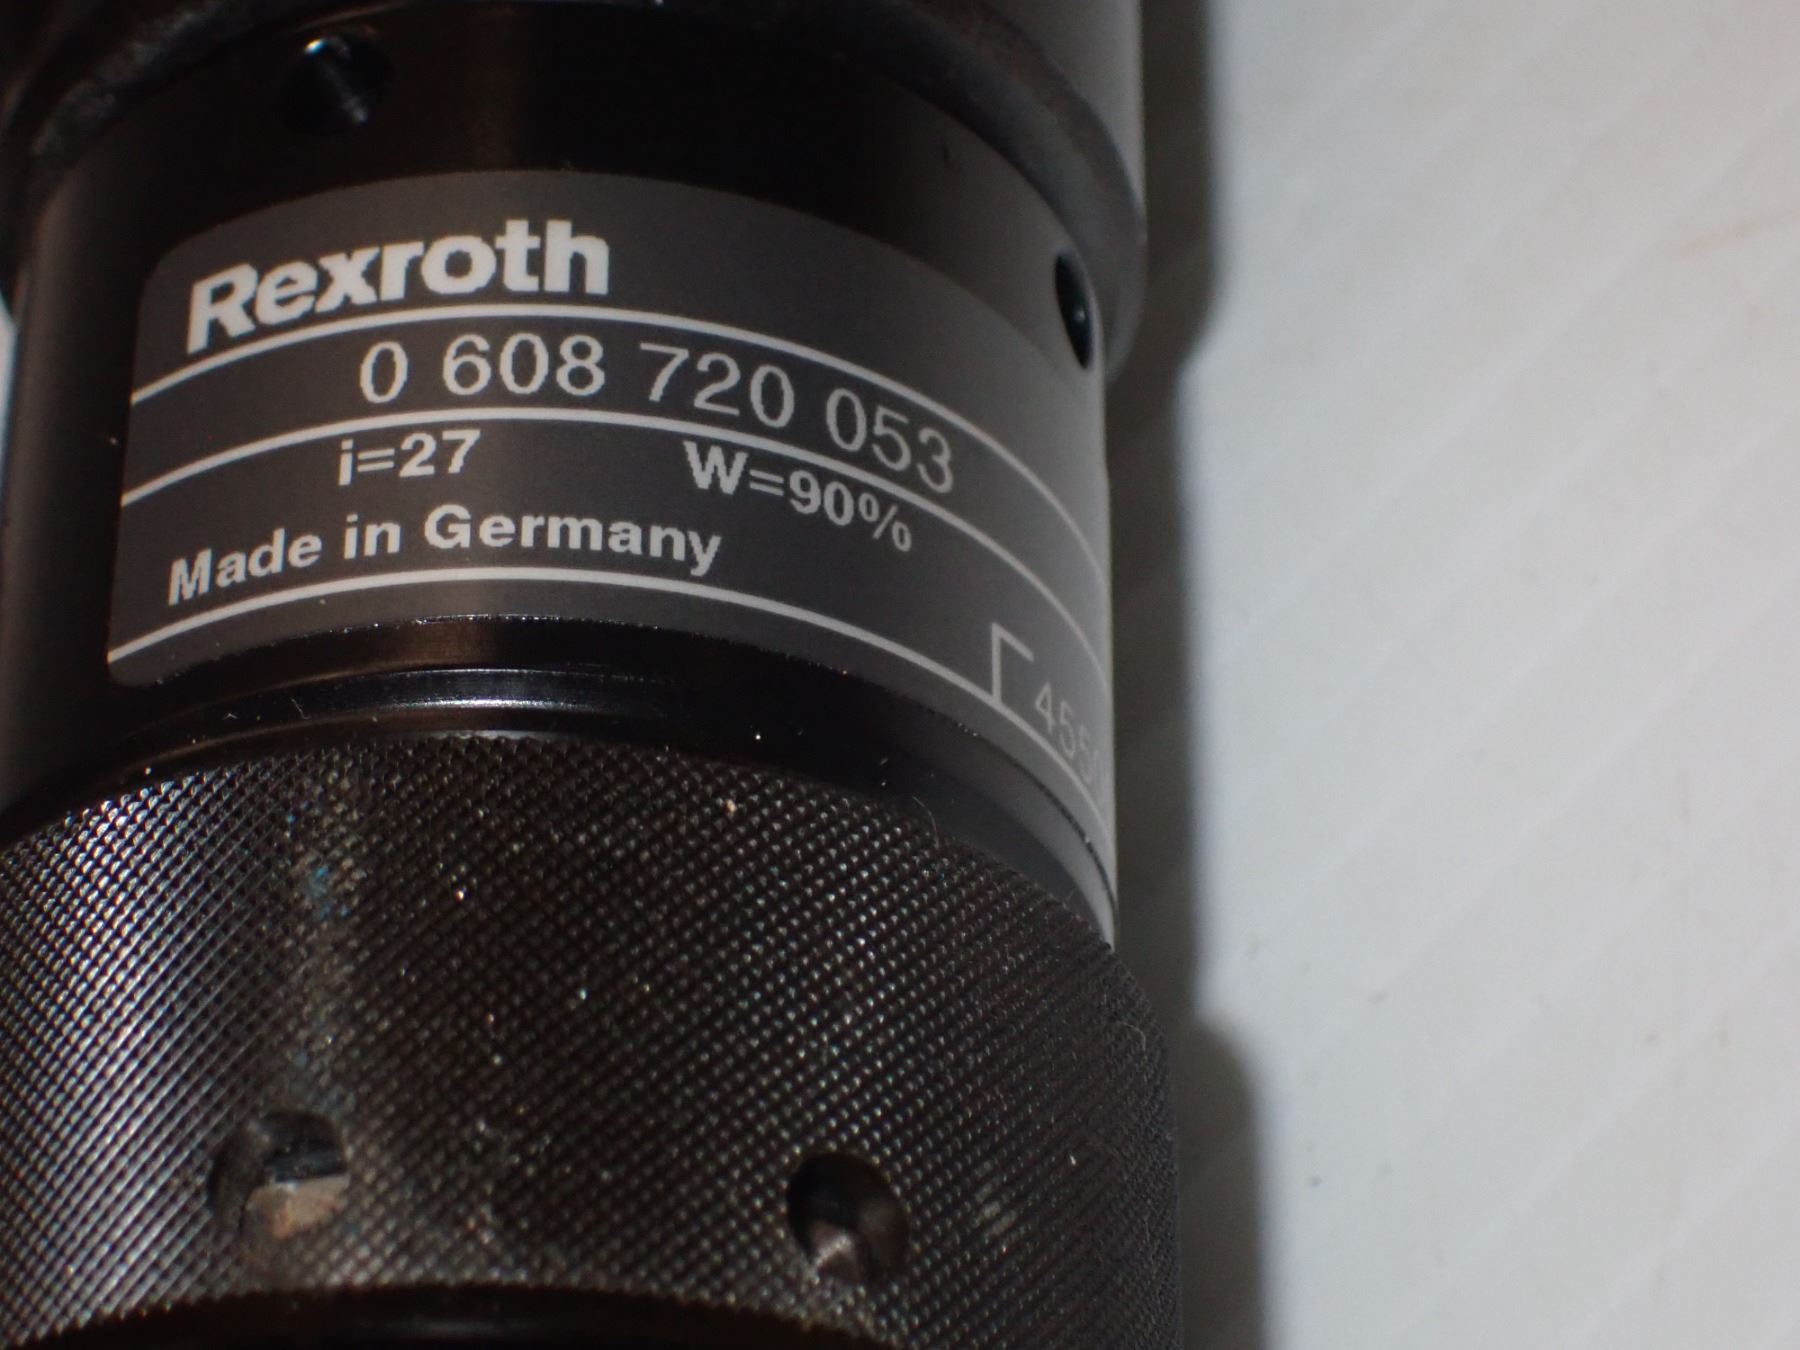 Rexroth
0 608 720 053
i=27 W=90%
Made in Germany